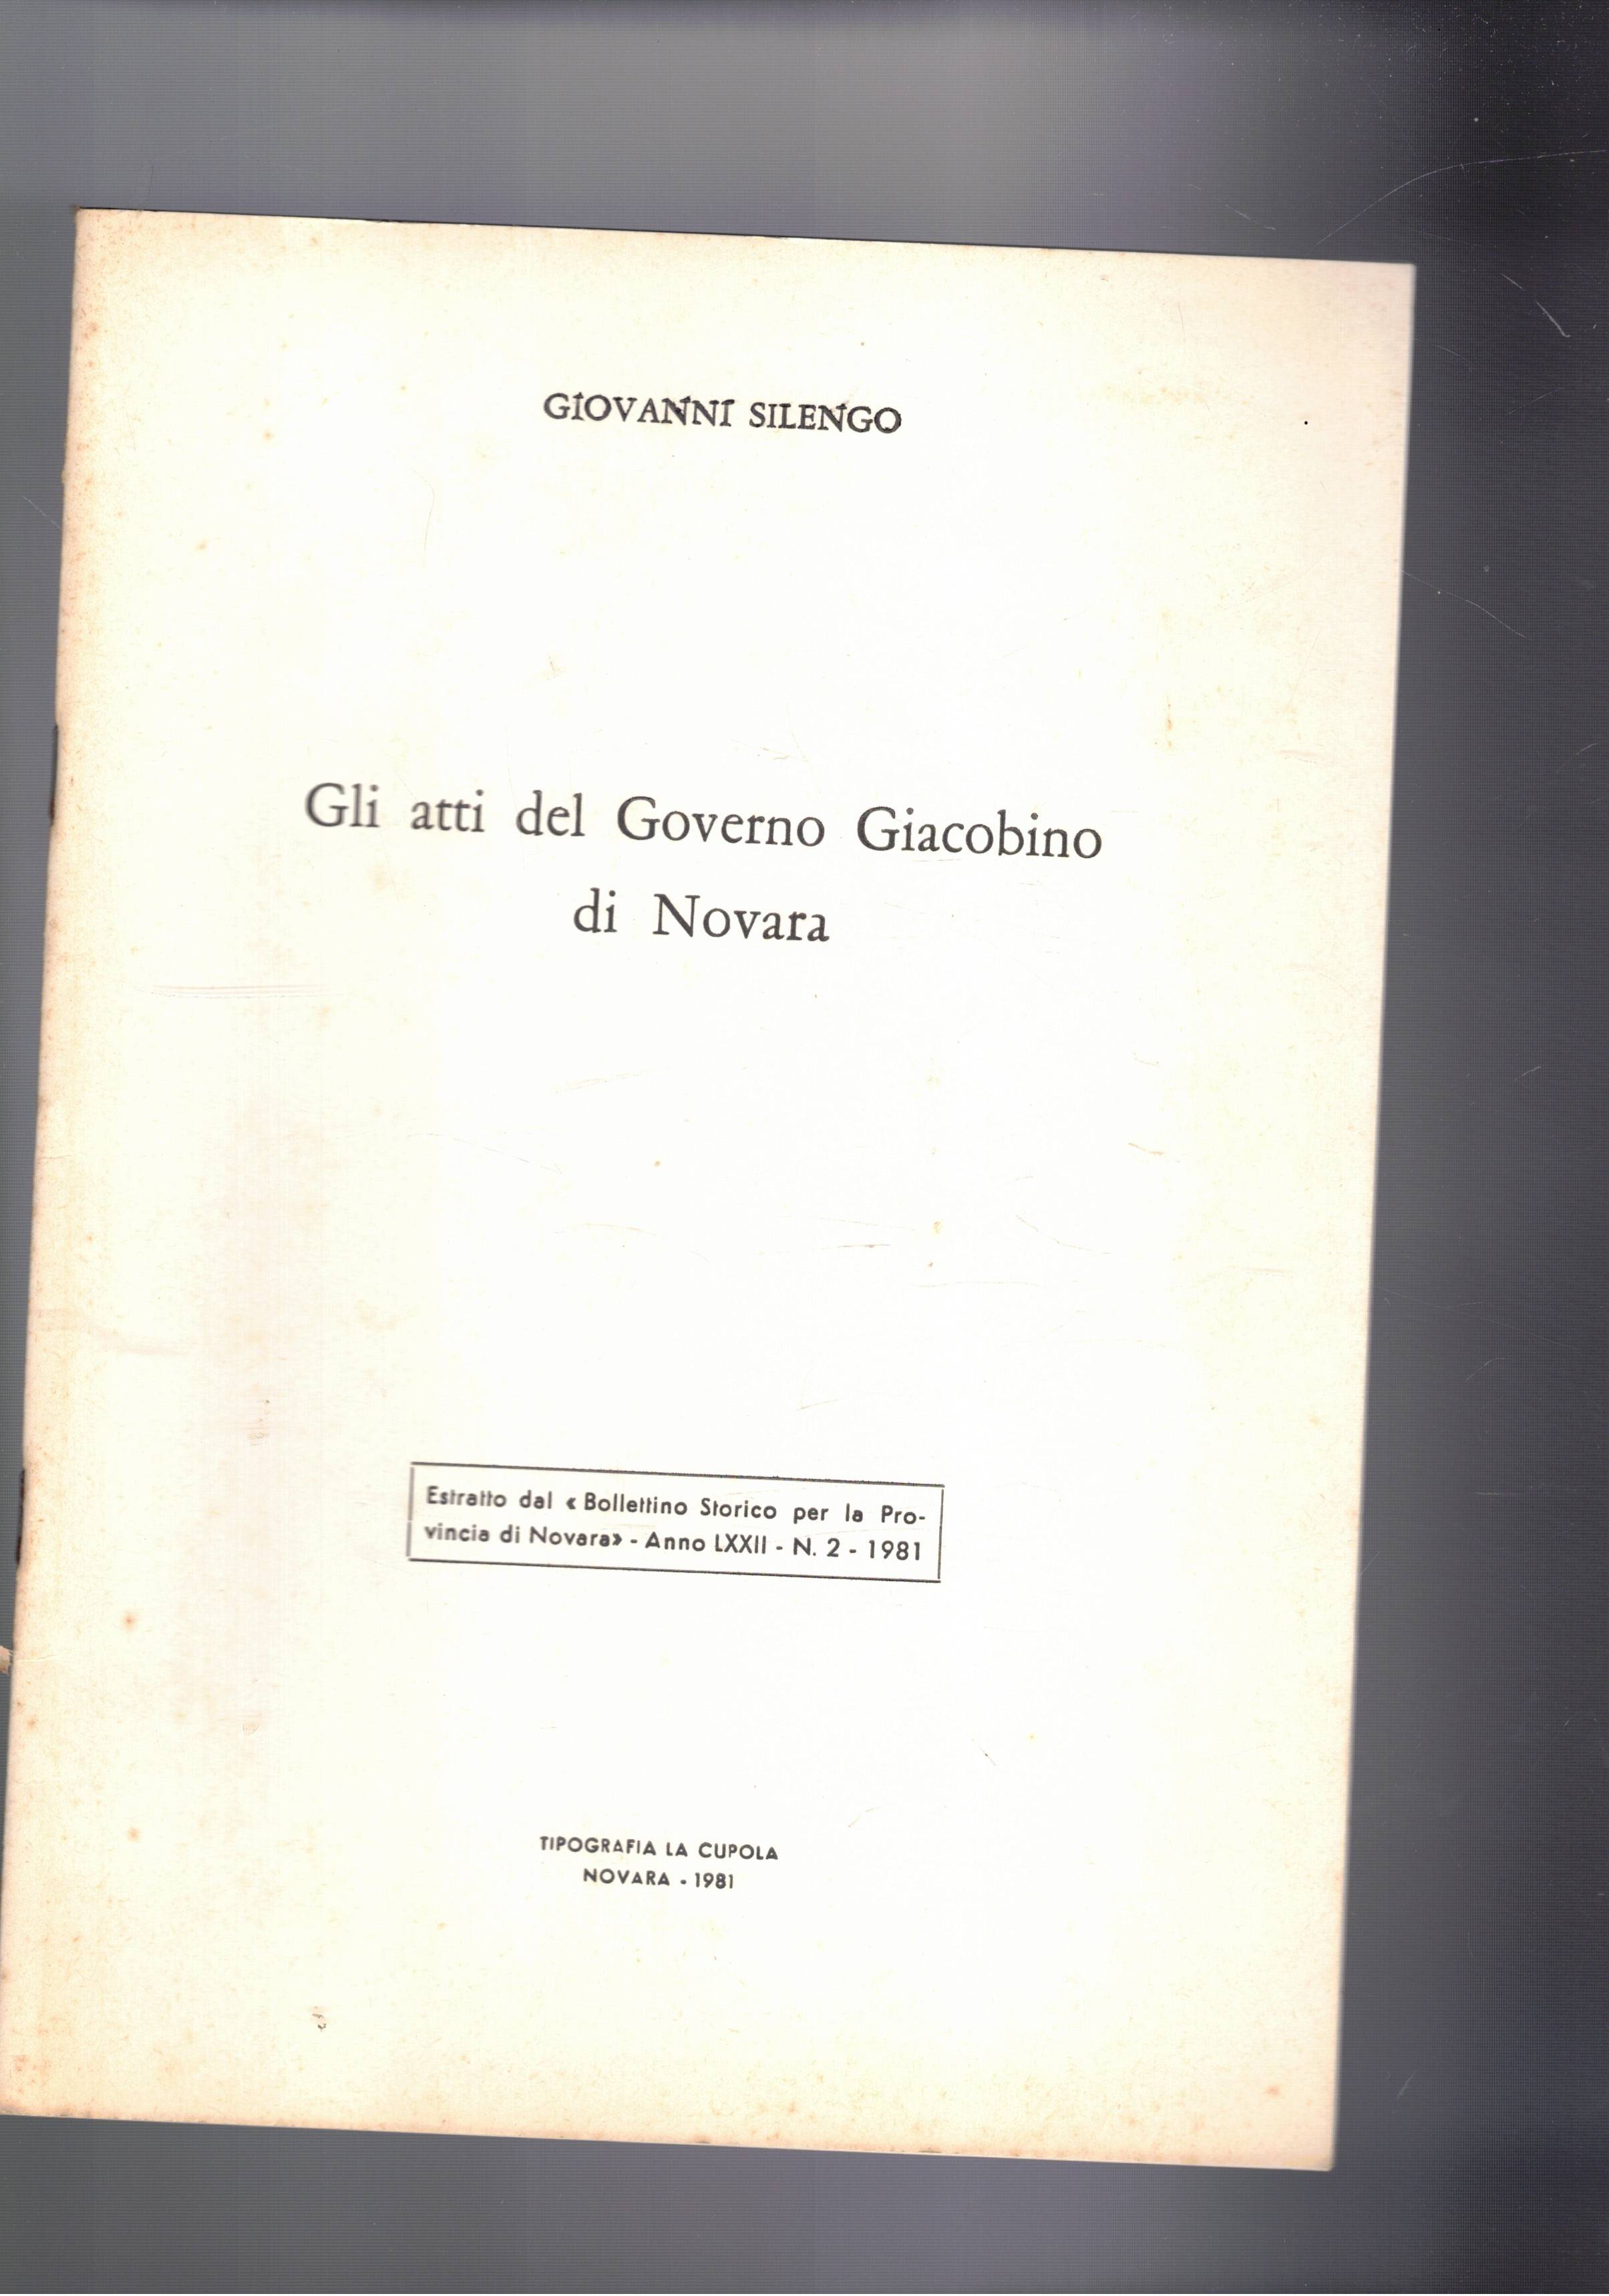 GIOVANNI SILENGO
Gli atti del Governo Giacobino
di Novara
Estratto dal « Bollettino Storico per la Pro-
vincia di Novara» - Anno LXXII - N. 2 - 1981
TIPOGRAFIA LA CUPOLA
NOVARA - 1981